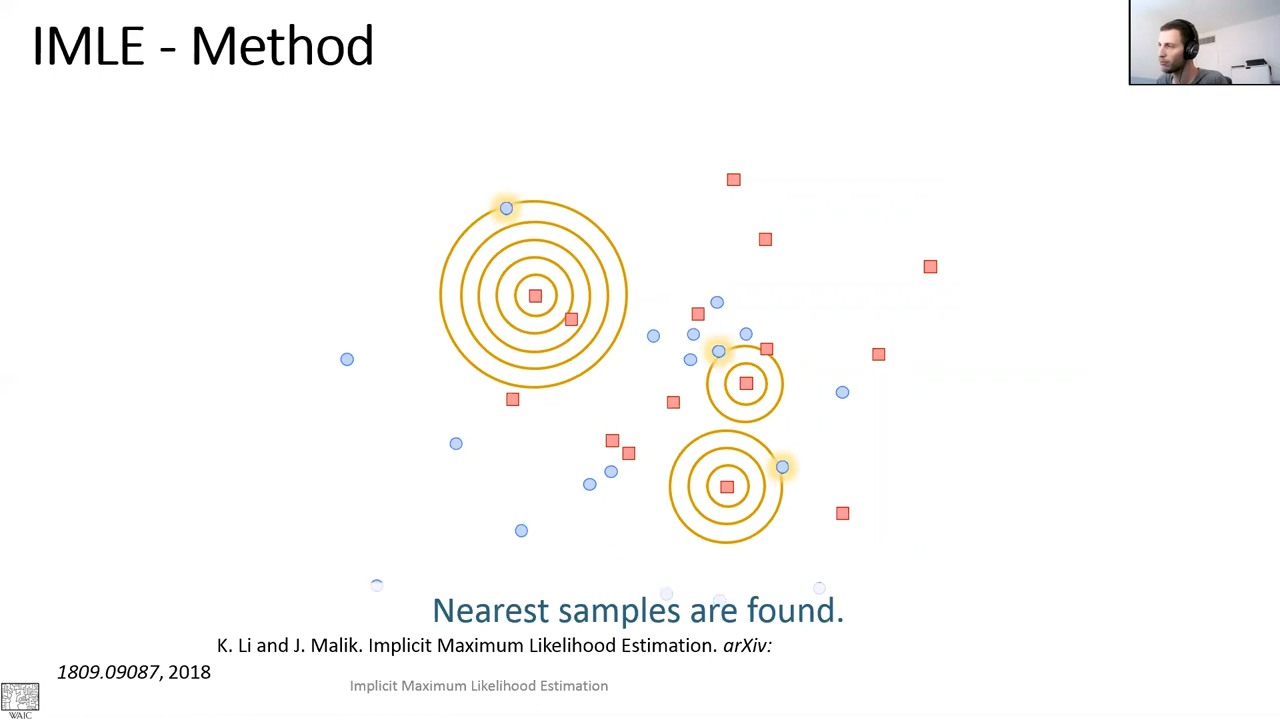 IMLE - Method
Nearest samples are found.
K. Li and J. Malik. Implicit Maximum Likelihood Estimation. arXiv:
1809.09087, 2018
Implicit Maximum Likelihood Estimation
WAIC